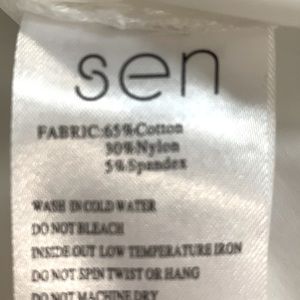 sen
FABRIC:65%Cotton
30%Nylon
5%Spandex
WASH IN COLD WATER
DO NOT BLEACH
INSIDE OUT LOW TEMPERATURE IRON
DO NOT SPIN TWIST OR HANG
DO NOT MACHINE DRY